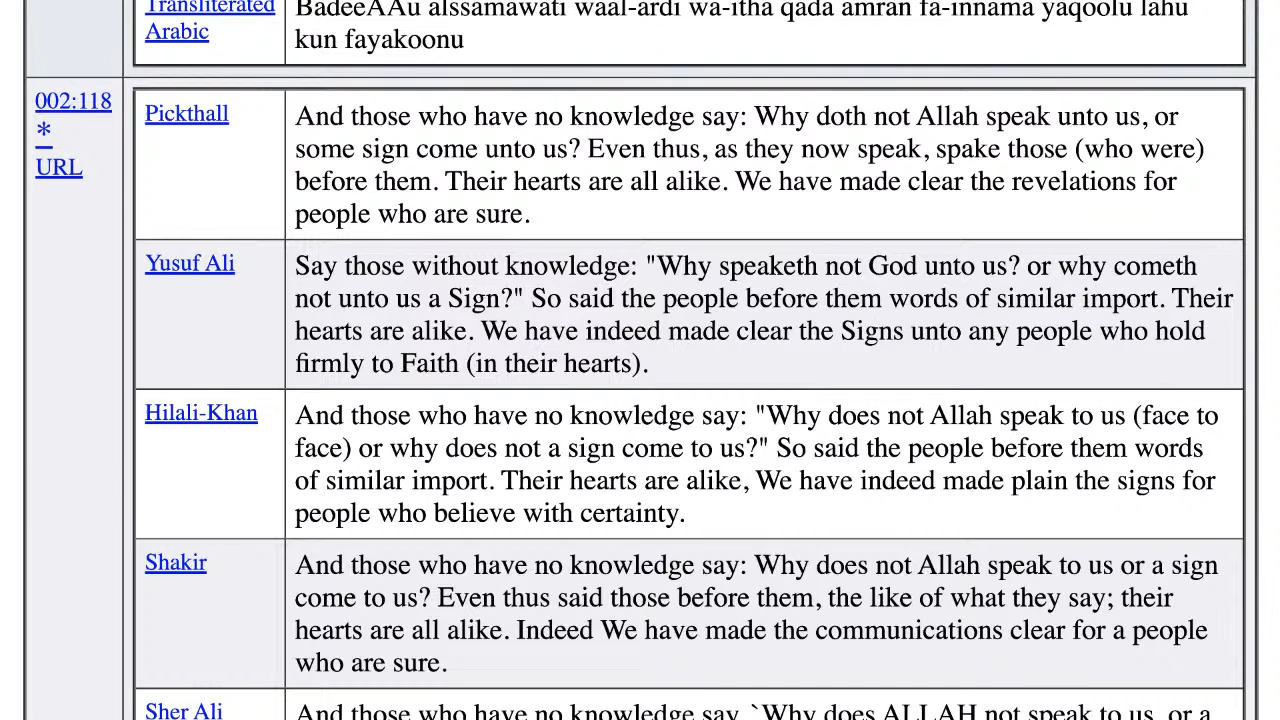 Transliterated
Arabic
BadeeAAu alssamawati waal-ardi wa-itha qada amran fa-innama yaqoolu lahu
kun fayakoonu
002:118
*
URL
Pickthall
And those who have no knowledge say: Why doth not Allah speak unto us, or
some sign come unto us? Even thus, as they now speak, spake those (who were)
before them. Their hearts are all alike. We have made clear the revelations for
people who are sure.
Yusuf Ali
Say those without knowledge: "Why speaketh not God unto us? or why cometh
not unto us a Sign?" So said the people before them words of similar import. Their
hearts are alike. We have indeed made clear the Signs unto any people who hold
firmly to Faith (in their hearts).
Hilali-Khan
And those who have no knowledge say: "Why does not Allah speak to us (face to
face) or why does not a sign come to us?" So said the people before them words
of similar import. Their hearts are alike, We have indeed made plain the signs for
people who believe with certainty.
Shakir
And those who have no knowledge say: Why does not Allah speak to us or a sign
come to us? Even thus said those before them, the like of what they say; their
hearts are all alike. Indeed We have made the communications clear for a people
who are sure.
Sher Ali
And those who have no knowledge say, `Why does ALLAH not speak to us, or a